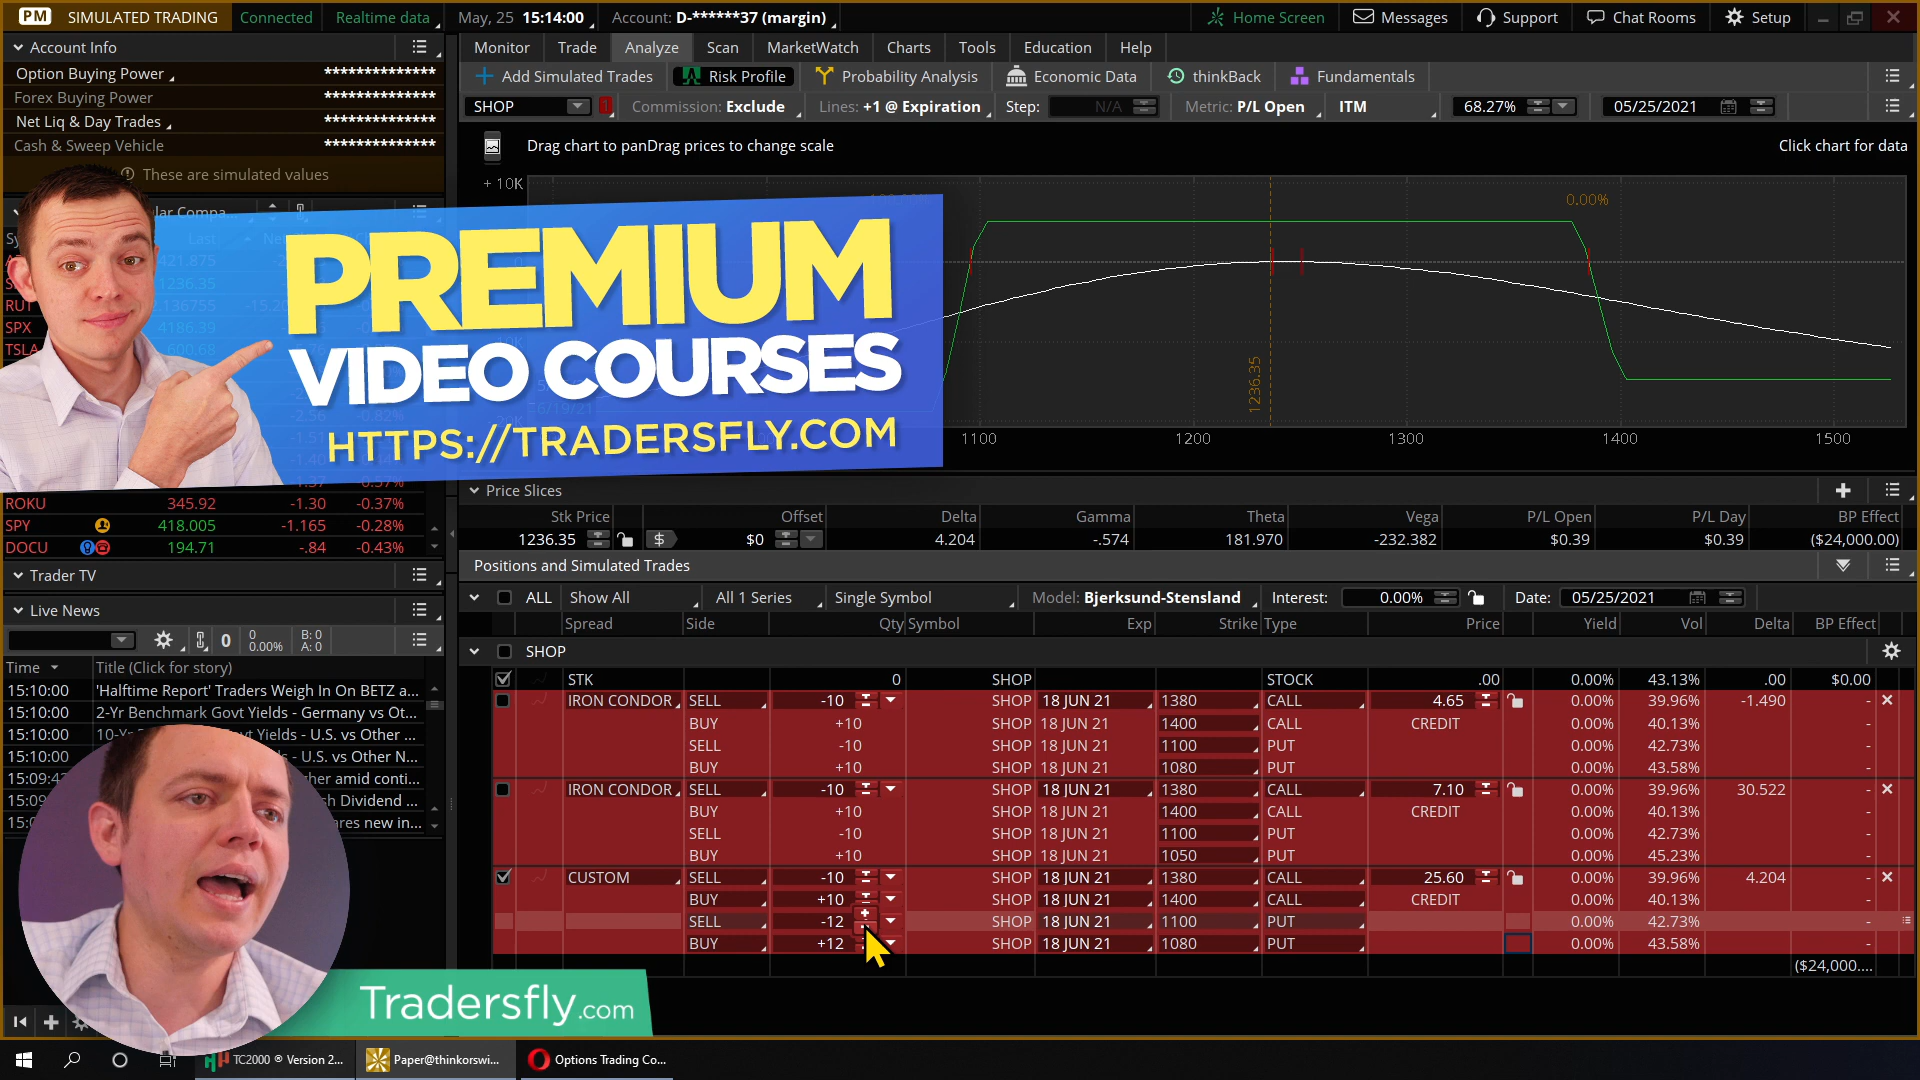 PM SIMULATED TRADING Connected Realtime data May, 25 15:14:00 Account: D-******37 (margin) Home Screen Messages Support Chat Rooms Setup
Account Info
Option Buying Power **************
Forex Buying Power **************
Net Liq & Day Trades **************
Cash & Sweep Vehicle **************
These are simulated values
Monitor Trade Analyze Scan MarketWatch Charts Tools Education Help
Add Simulated Trades Risk Profile Probability Analysis Economic Data thinkBack Fundamentals
SHOP Commission: Exclude Lines: +1 @ Expiration Step: N/A Metric: P/L Open ITM 68.27% 05/25/2021
Drag chart to panDrag prices to change scale Click chart for data
+ 10K
0.00%
1236.35
1100 1200 1300 1400 1500
PREMIUM
VIDEO COURSES
HTTPS://TRADERSFLY.COM
RUT
SPX
TSLA
ROKU 345.92 -1.30 -0.37%
SPY 418.005 -1.165 -0.28%
DOCU 194.71 -.84 -0.43%
Trader TV
Live News
0 0 0.00% B: 0 A: 0
Time Title (Click for story)
15:10:00 'Halftime Report' Traders Weigh In On BETZ a...
15:10:00 2-Yr Benchmark Govt Yields - Germany vs Ot...
15:10:00
15:10:00
Price Slices
Stk Price Offset Delta Gamma Theta Vega P/L Open P/L Day BP Effect
1236.35 $ $0 4.204 -.574 181.970 -232.382 $0.39 $0.39 ($24,000.00)
Positions and Simulated Trades
ALL Show All All 1 Series Single Symbol Model: Bjerksund-Stensland Interest: 0.00% Date: 05/25/2021
Spread Side Qty Symbol Exp Strike Type Price Yield Vol Delta BP Effect
SHOP
STK 0 SHOP STOCK .00 0.00% 43.13% .00 $0.00
IRON CONDOR SELL -10 SHOP 18 JUN 21 1380 CALL 4.65 0.00% 39.96% -1.490 -
BUY +10 SHOP 18 JUN 21 1400 CALL CREDIT 0.00% 40.13% -
SELL -10 SHOP 18 JUN 21 1100 PUT 0.00% 42.73% -
BUY +10 SHOP 18 JUN 21 1080 PUT 0.00% 43.58% -
IRON CONDOR SELL -10 SHOP 18 JUN 21 1380 CALL 7.10 0.00% 39.96% 30.522 -
BUY +10 SHOP 18 JUN 21 1400 CALL CREDIT 0.00% 40.13% -
SELL -10 SHOP 18 JUN 21 1100 PUT 0.00% 42.73% -
BUY +10 SHOP 18 JUN 21 1050 PUT 0.00% 45.23% -
CUSTOM SELL -10 SHOP 18 JUN 21 1380 CALL 25.60 0.00% 39.96% 4.204 -
BUY +10 SHOP 18 JUN 21 1400 CALL CREDIT 0.00% 40.13% -
SELL -12 SHOP 18 JUN 21 1100 PUT 0.00% 42.73% -
BUY +12 SHOP 18 JUN 21 1080 PUT 0.00% 43.58% -
($24,000....
Tradersfly.com
TC2000 ® Version 2... Paper@thinkorswi... Options Trading Co...